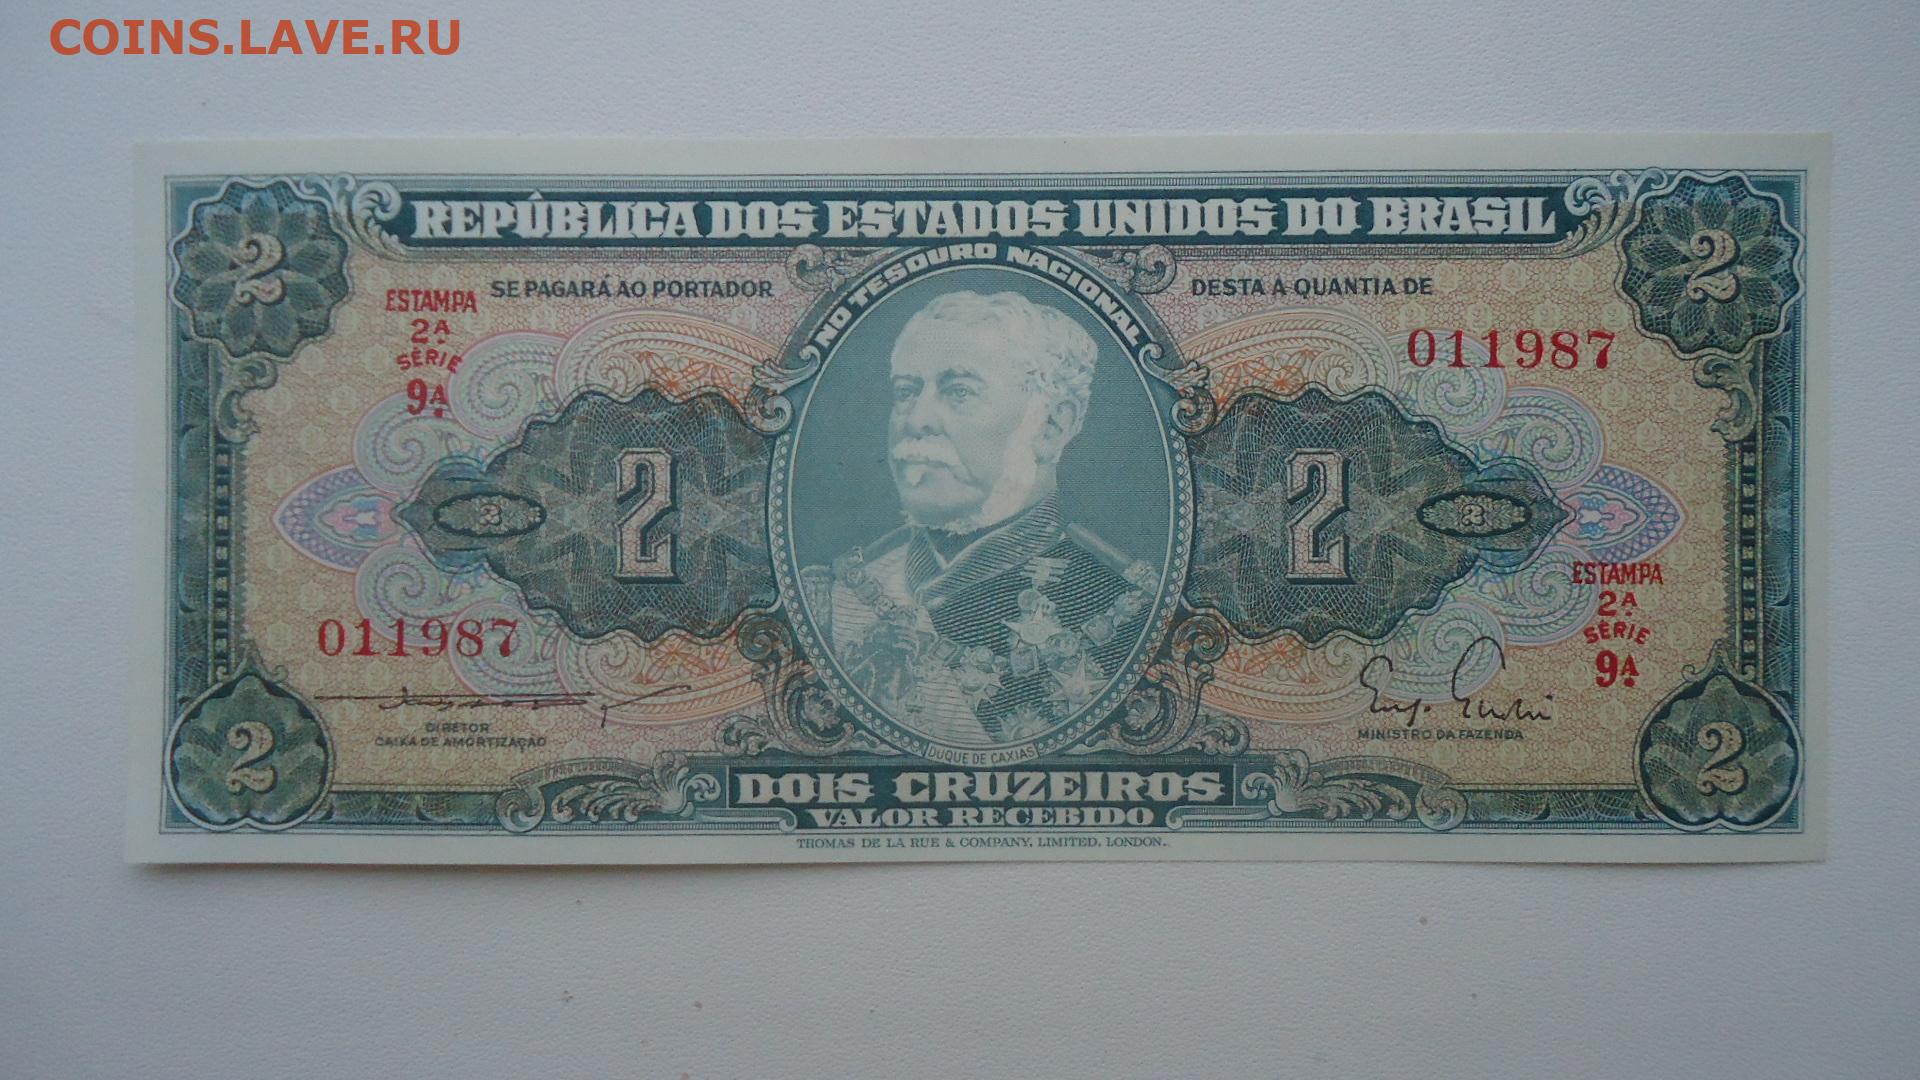 COINS.LAVE.RU
REPÚBLICA DOS ESTADOS UNIDOS DO BRASIL
NO TESOURO NACIONAL
SE PAGARÁ AO PORTADOR
DESTA A QUANTIA DE
2
2
ESTAMPA
2ª
SÉRIE
9ª
011987
2
2
2
2
ESTAMPA
2ª
SÉRIE
9ª
011987
DIRETOR
CAIXA DE AMORTIZAÇÃO
MINISTRO DA FAZENDA
DUQUE DE CAXIAS
2
2
DOIS CRUZEIROS
VALOR RECEBIDO
THOMAS DE LA RUE & COMPANY, LIMITED, LONDON.